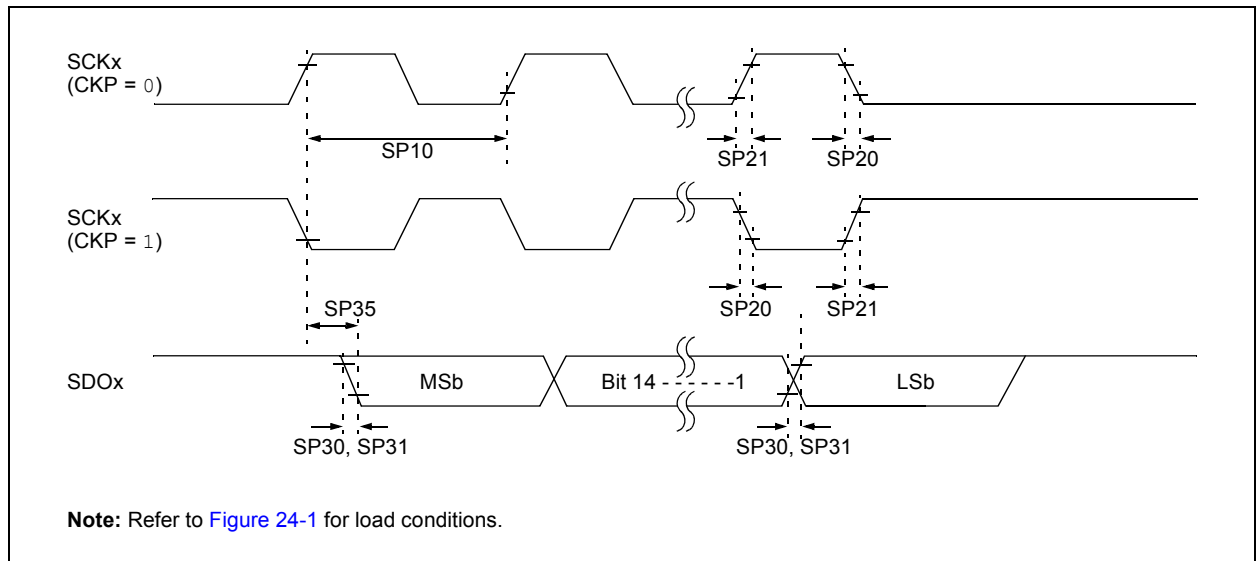 SCKx
(CKP = 0)
SP10
SP21
SP20
SCKx
(CKP = 1)
SP20
SP21
SP35
SDOx
MSb
Bit 14 - - - - - -1
LSb
SP30, SP31
SP30, SP31
Note: Refer to Figure 24-1 for load conditions.